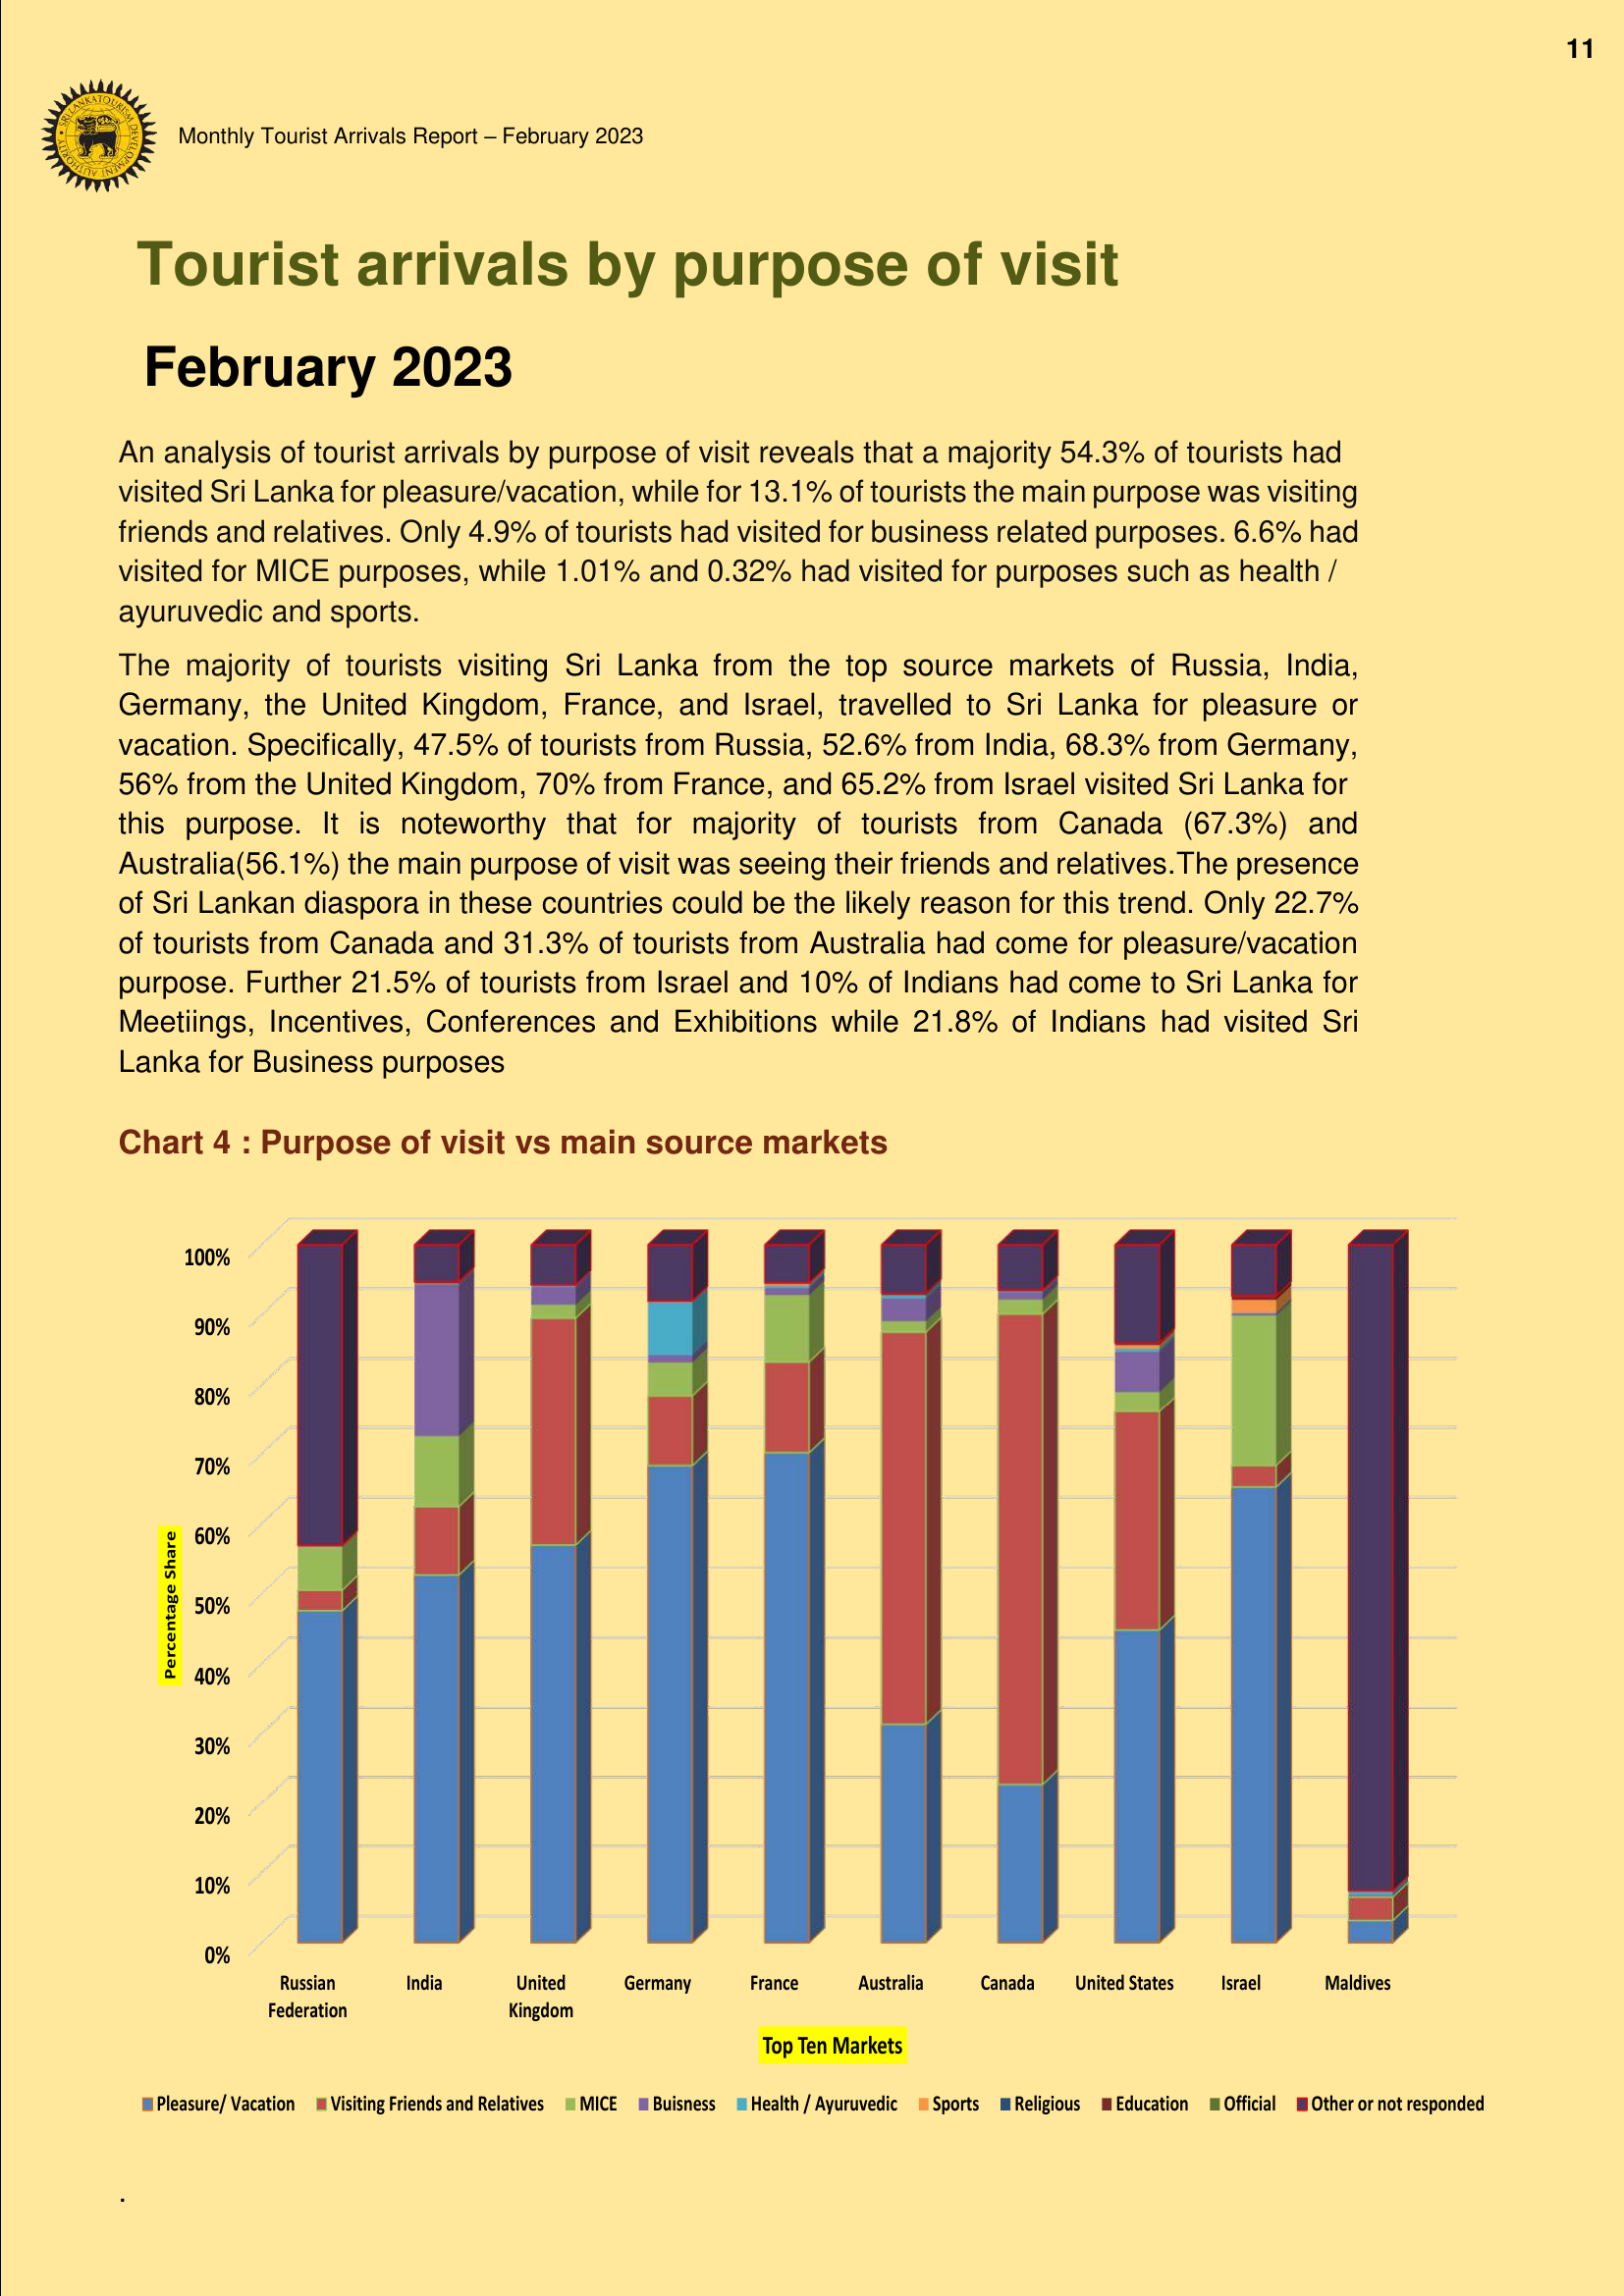 11
SRI LANKA TOURISM DEVELOPMENT AUTHORITY
Monthly Tourist Arrivals Report – February 2023
Tourist arrivals by purpose of visit
February 2023
An analysis of tourist arrivals by purpose of visit reveals that a majority 54.3% of tourists had
visited Sri Lanka for pleasure/vacation, while for 13.1% of tourists the main purpose was visiting
friends and relatives. Only 4.9% of tourists had visited for business related purposes. 6.6% had
visited for MICE purposes, while 1.01% and 0.32% had visited for purposes such as health /
ayuruvedic and sports.
The majority of tourists visiting Sri Lanka from the top source markets of Russia, India,
Germany, the United Kingdom, France, and Israel, travelled to Sri Lanka for pleasure or
vacation. Specifically, 47.5% of tourists from Russia, 52.6% from India, 68.3% from Germany,
56% from the United Kingdom, 70% from France, and 65.2% from Israel visited Sri Lanka for
this purpose. It is noteworthy that for majority of tourists from Canada (67.3%) and
Australia(56.1%) the main purpose of visit was seeing their friends and relatives.The presence
of Sri Lankan diaspora in these countries could be the likely reason for this trend. Only 22.7%
of tourists from Canada and 31.3% of tourists from Australia had come for pleasure/vacation
purpose. Further 21.5% of tourists from Israel and 10% of Indians had come to Sri Lanka for
Meetiings, Incentives, Conferences and Exhibitions while 21.8% of Indians had visited Sri
Lanka for Business purposes
Chart 4 : Purpose of visit vs main source markets
100%
90%
80%
70%
60%
50%
40%
30%
20%
10%
0%
Percentage Share
Russian Federation
India
United Kingdom
Germany
France
Australia
Canada
United States
Israel
Maldives
Top Ten Markets
Pleasure/ Vacation Visiting Friends and Relatives MICE Buisness Health / Ayuruvedic Sports Religious Education Official Other or not responded
.